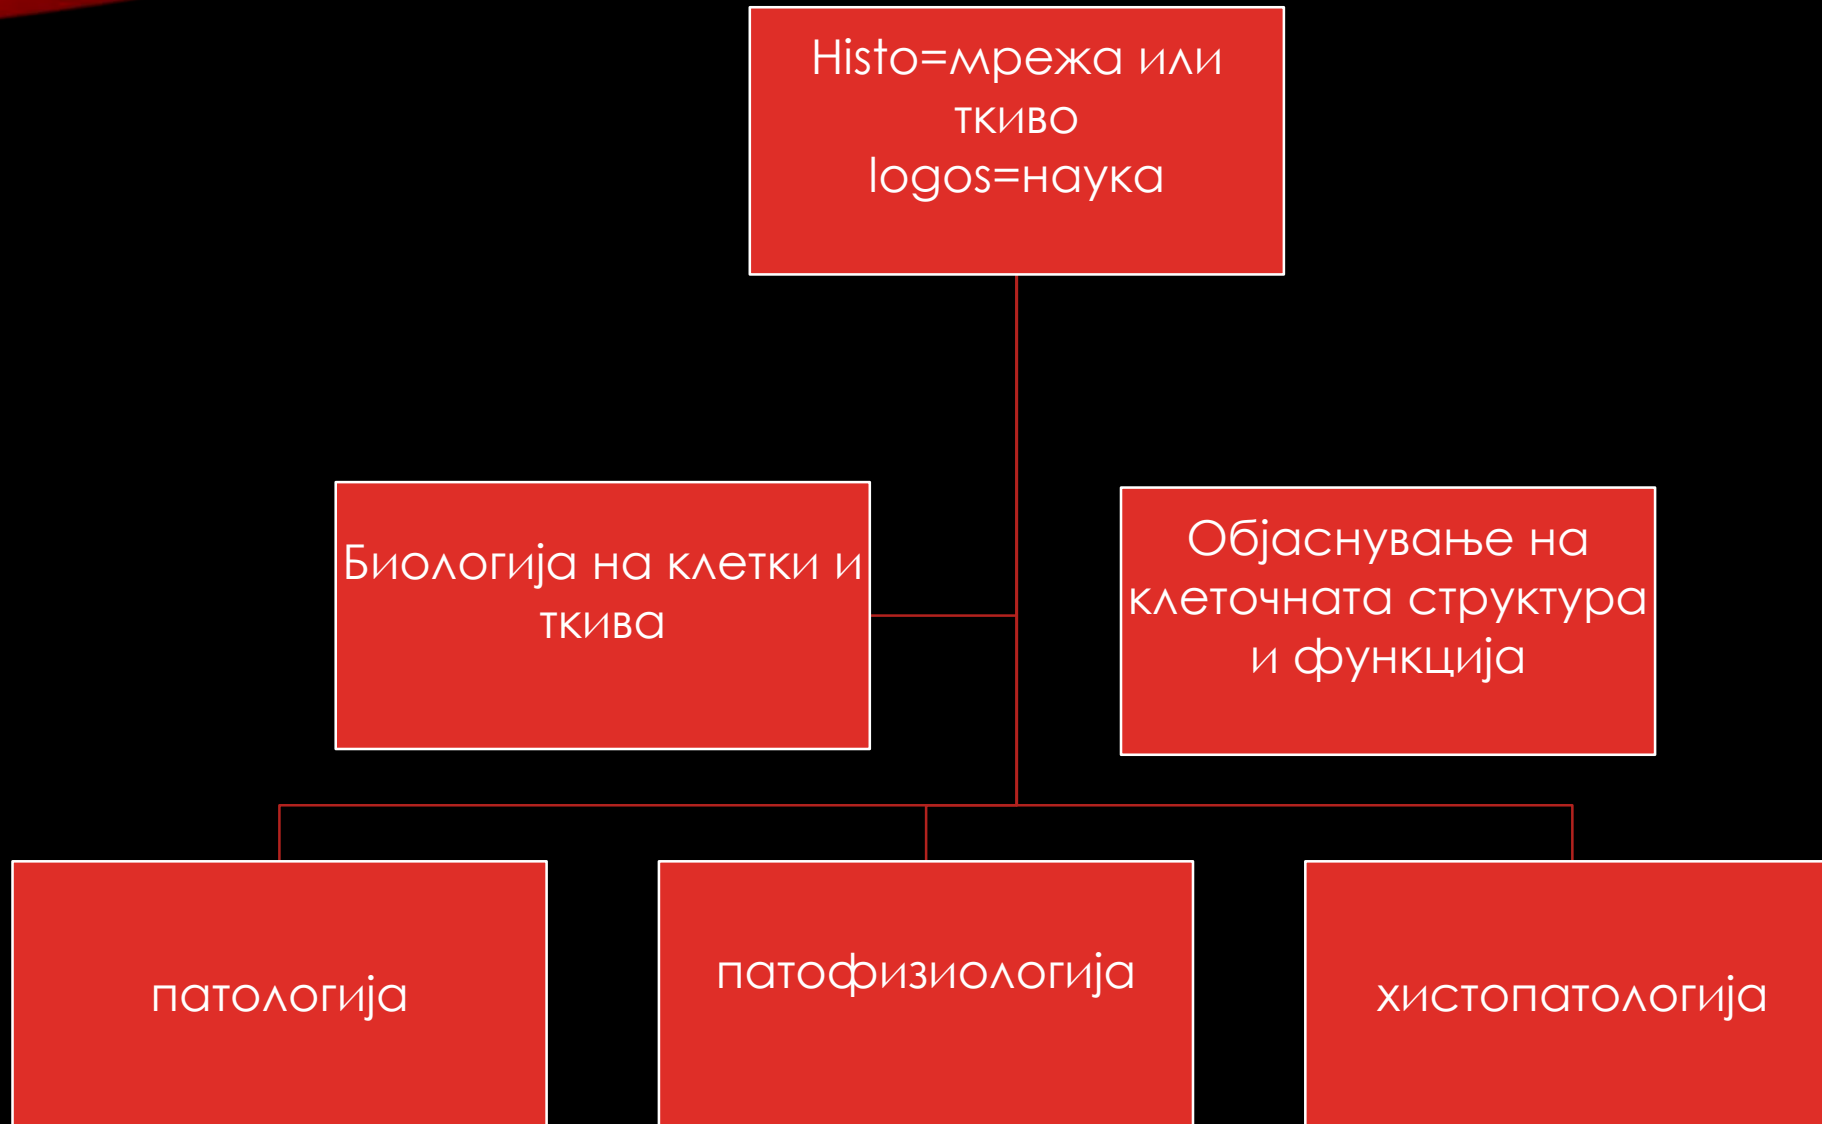 Histo=мрежа или
ткиво
logos=наука
Биологија на клетки и
ткива
Објаснување на
клеточната структура
и функција
патологија
патофизиологија
хистопатологија